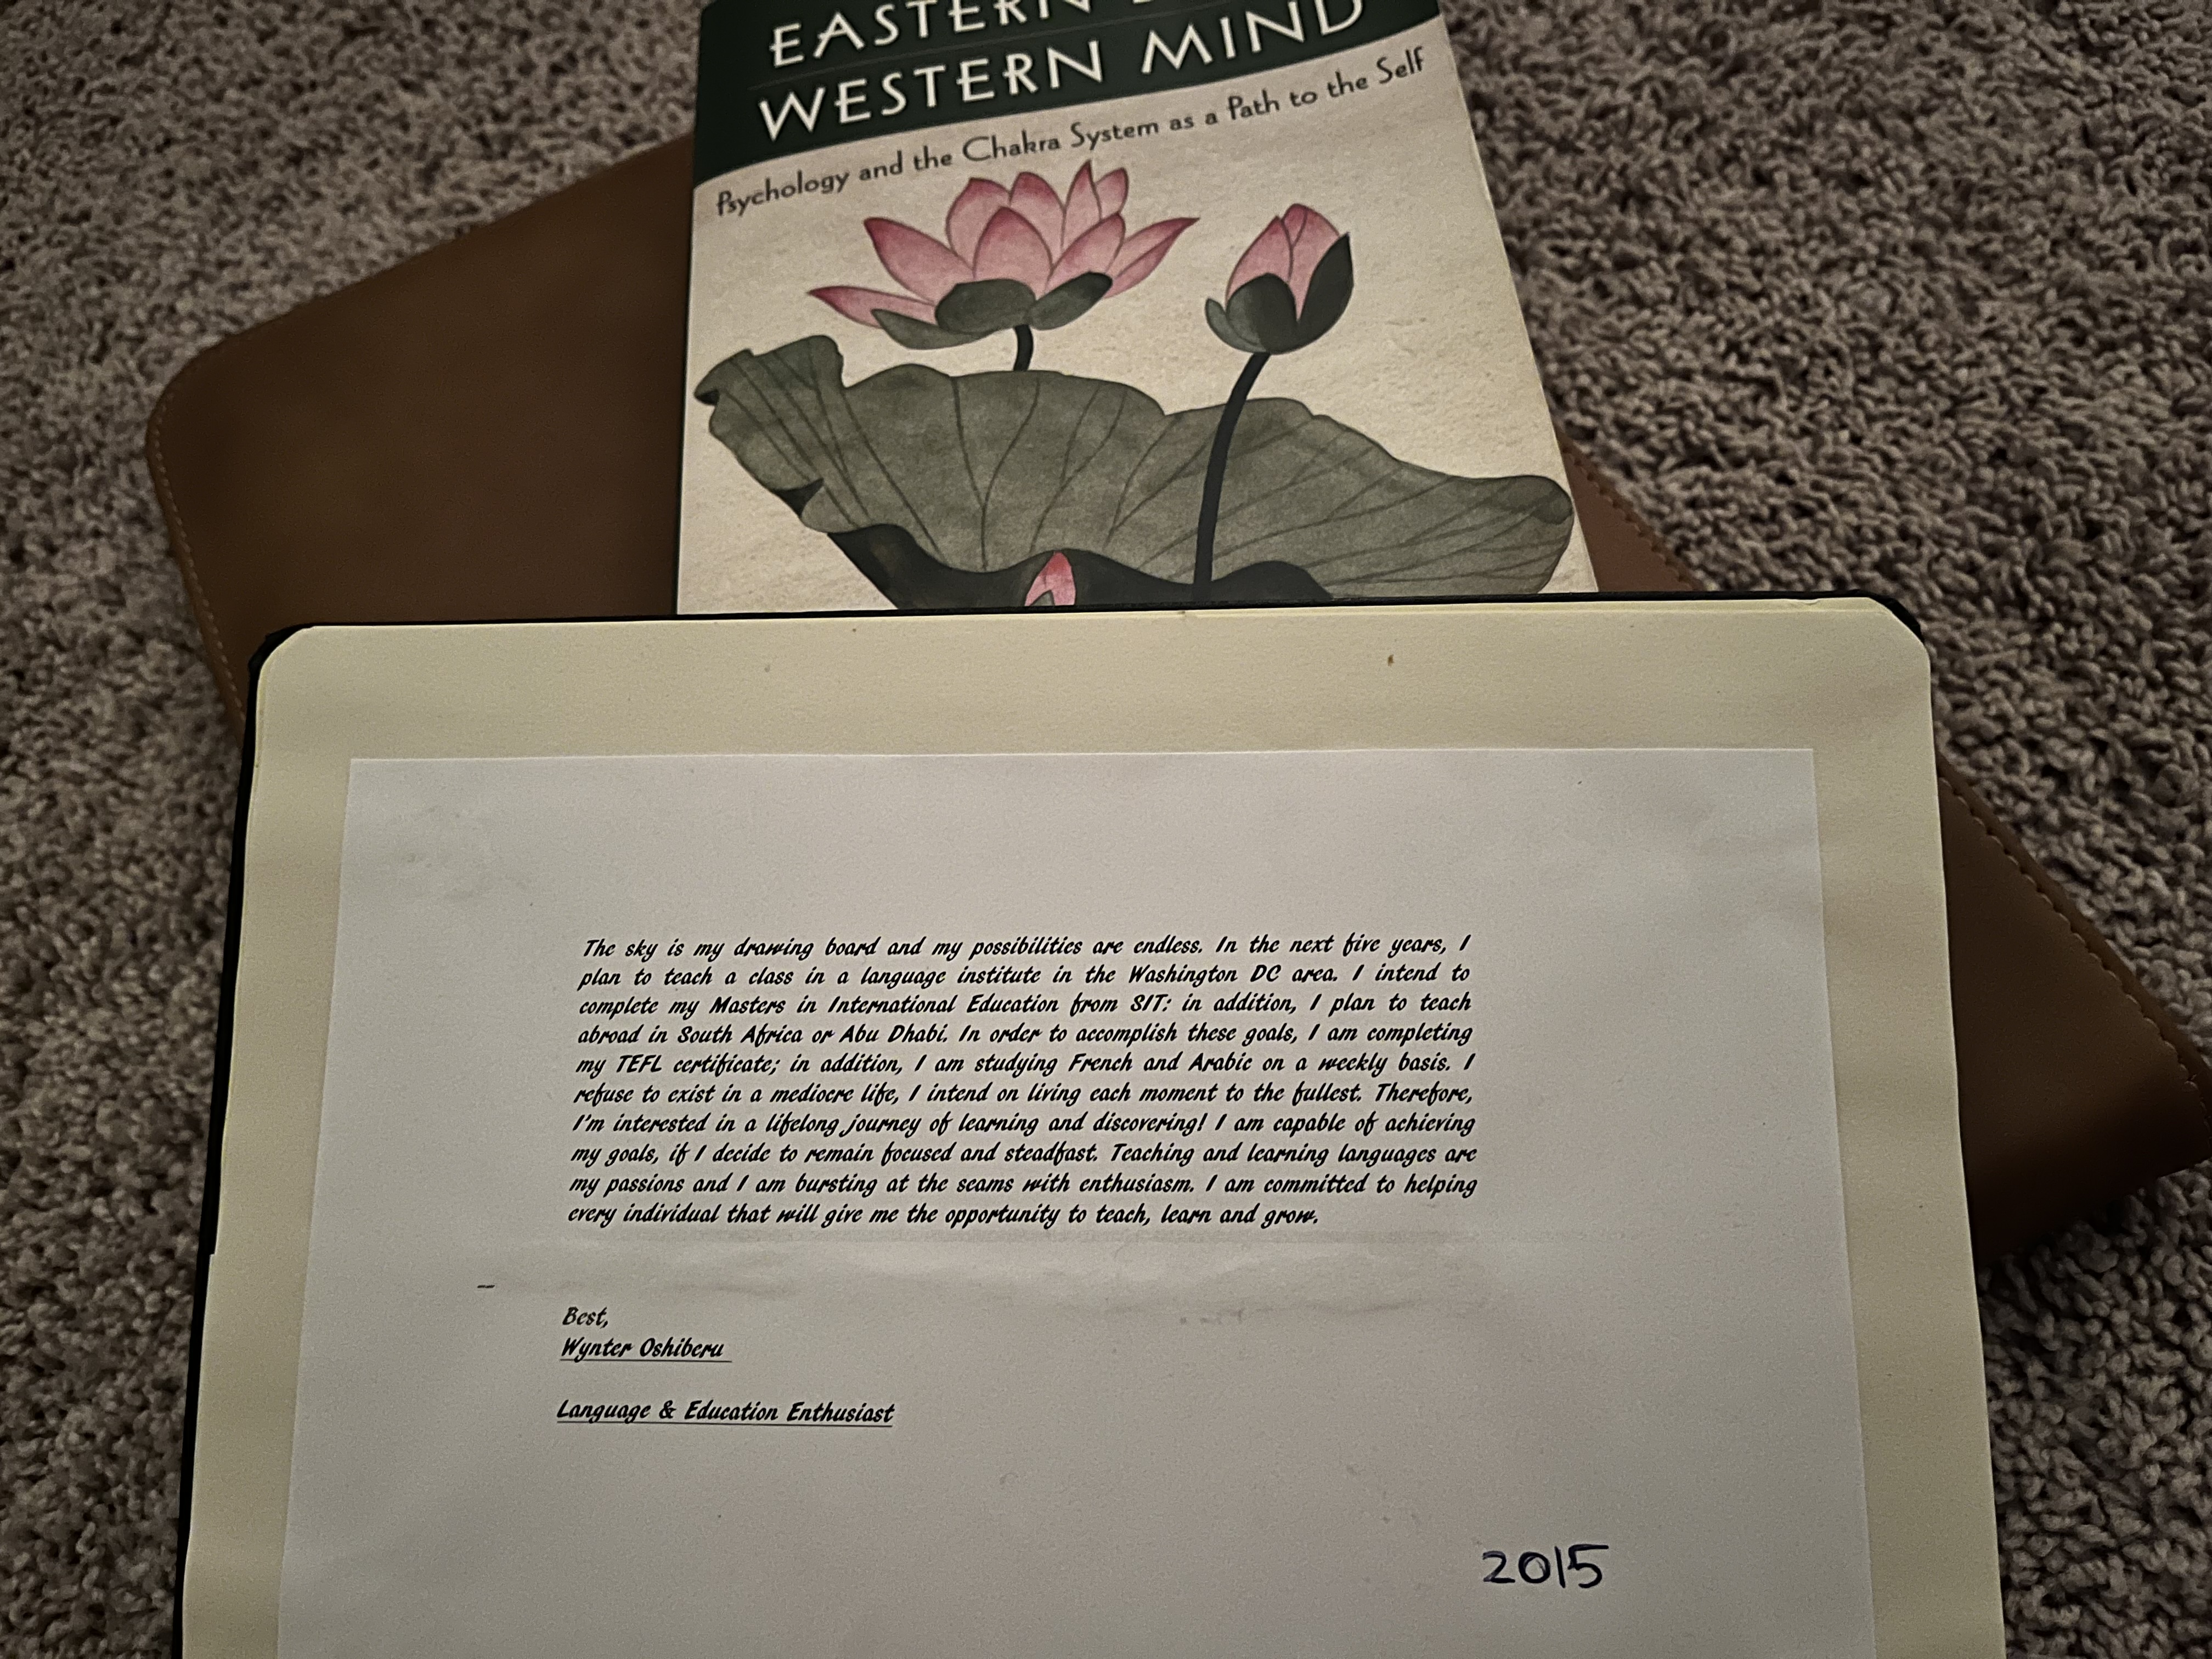 EASTERN
WESTERN MIND
Psychology and the Chakra System as a Path to the Self
The sky is my drawing board and my possibilities are endless. In the next five years, I
plan to teach a class in a language institute in the Washington DC area. I intend to
complete my Masters in International Education from SIT: in addition, I plan to teach
abroad in South Africa or Abu Dhabi. In order to accomplish these goals, I am completing
my TEFL certificate; in addition, I am studying French and Arabic on a weekly basis. I
refuse to exist in a mediocre life, I intend on living each moment to the fullest. Therefore,
I'm interested in a lifelong journey of learning and discovering! I am capable of achieving
my goals, if I decide to remain focused and steadfast. Teaching and learning languages are
my passions and I am bursting at the seams with enthusiasm. I am committed to helping
every individual that will give me the opportunity to teach, learn and grow.
–
Best,
Wynter Oshiberu
Language & Education Enthusiast
2015